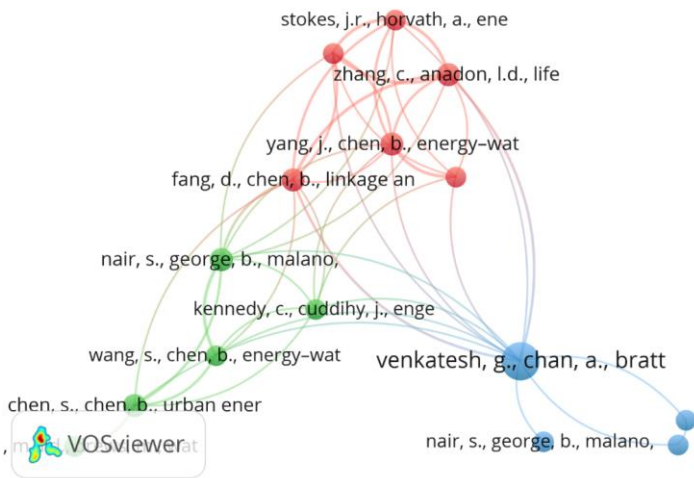 stokes, j.r., horvath, a., ene
zhang, c., anadon, l.d., life
yang, j., chen, b., energy–wat
fang, d., chen, b., linkage an
nair, s., george, b., malano,
kennedy, c., cuddihy, j., enge
wang, s., chen, b., energy–wat
venkatesh, g., chan, a., bratt
chen, s., chen, b., urban ener
nair, s., george, b., malano,
VOSviewer